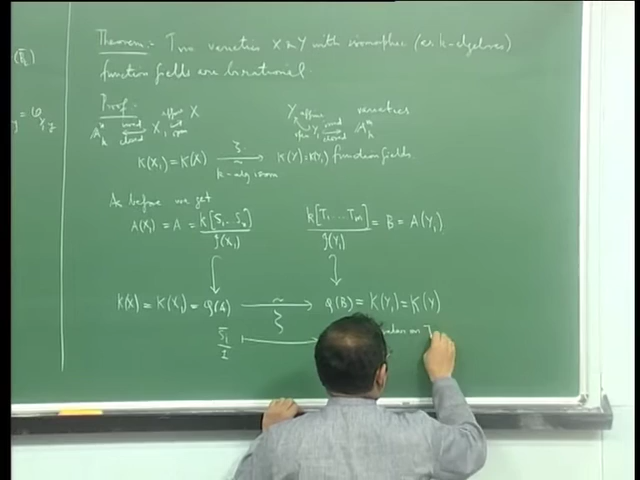 Theorem:- Two varieties X & Y with isomorphic (as k-algebras)
function fields are birational.
Proof:
affine X
Y affine varieties
A^n_k closed X_1 open
open Y_1 closed A^m_k
K(X_1) = K(X) ξ ~ K(Y) = K(Y_1) function fields.
k-alg isom
As before we get
A(X_1) = A = k[S_1...S_n] / g(X_1)
k[T_1...T_m] / g(Y_1) = B = A(Y_1)
K(X) = K(X_1) = Q(A) ~ ξ Q(B) = K(Y_1) = K(Y)
S̄_i / 1